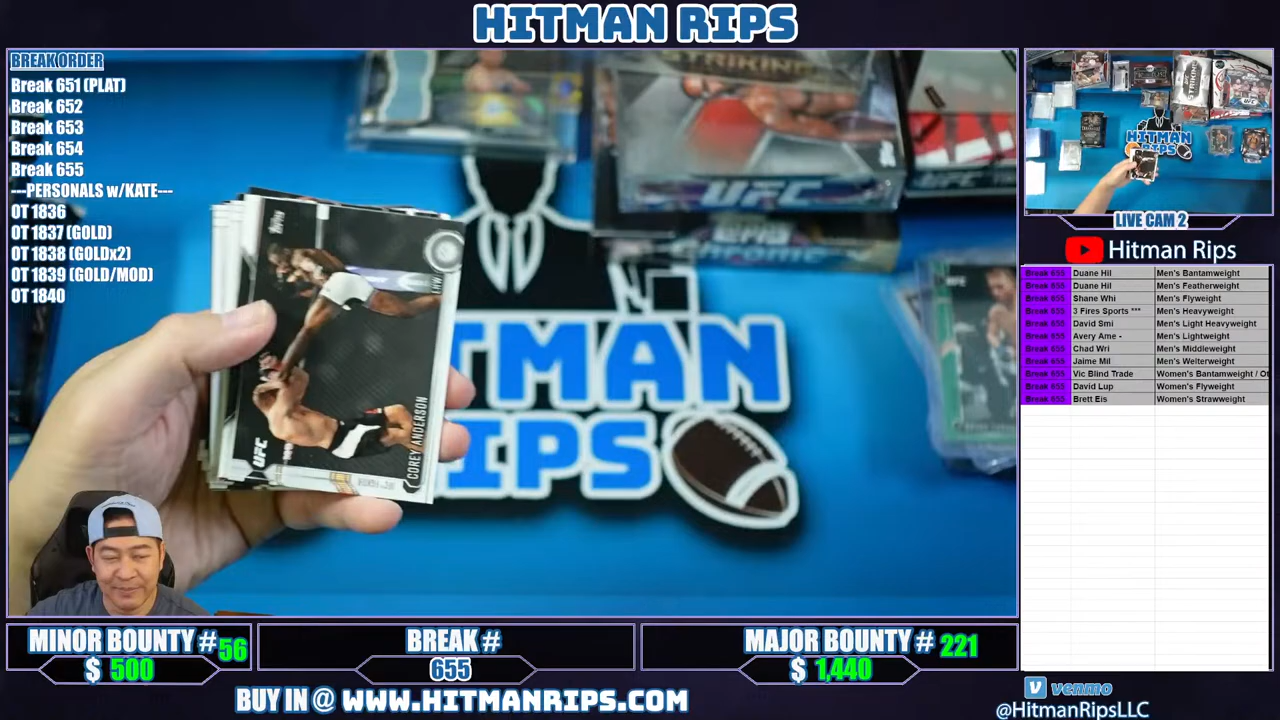 HITMAN RIPS
BREAK ORDER
Break 651 (PLAT)
Break 652
Break 653
Break 654
Break 655
---PERSONALS w/KATE---
OT 1836
OT 1837 (GOLD)
OT 1838 (GOLDx2)
OT 1839 (GOLD/MOD)
OT 1840
STRIKING
UFC
topps
CHROME
topps
UFC
COREY ANDERSON
HITMAN
RIPS
LIVE CAM 2
Hitman Rips
Break 655 Duane Hil Men's Bantamweight
Break 655 Duane Hil Men's Featherweight
Break 655 Shane Whi Men's Flyweight
Break 655 3 Fires Sports *** Men's Heavyweight
Break 655 David Smi Men's Light Heavyweight
Break 655 Avery Ame - Men's Lightweight
Break 655 Chad Wri Men's Middleweight
Break 655 Jaime Mil Men's Welterweight
Break 655 Vic Blind Trade Women's Bantamweight / Ot
Break 655 David Lup Women's Flyweight
Break 655 Brett Eis Women's Strawweight
MINOR BOUNTY # 56
$ 500
BREAK #
655
MAJOR BOUNTY # 221
$ 1,440
BUY IN @ WWW.HITMANRIPS.COM
venmo
@HitmanRipsLLC